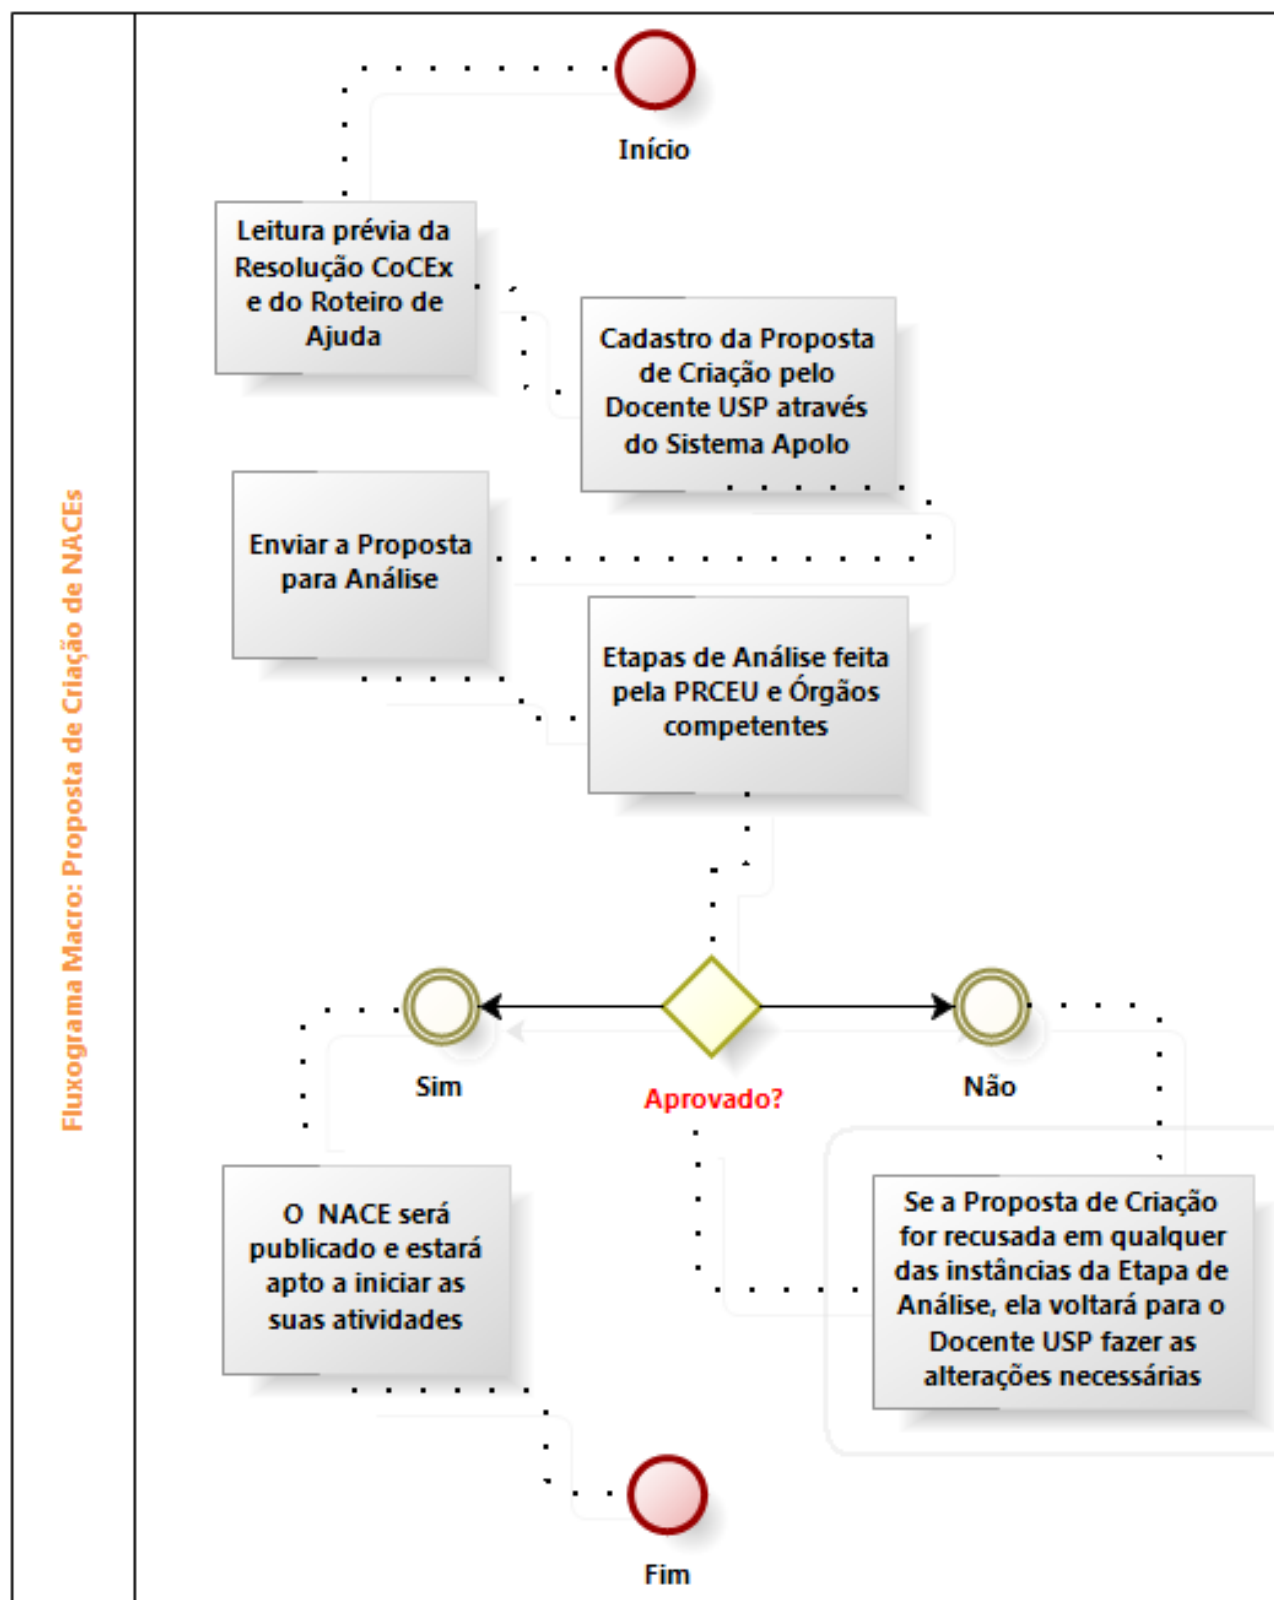 Fluxograma Macro: Proposta de Criação de NACEs
Início
Leitura prévia da
Resolução CoCEx
e do Roteiro de
Ajuda
Cadastro da Proposta
de Criação pelo
Docente USP através
do Sistema Apolo
Enviar a Proposta
para Análise
Etapas de Análise feita
pela PRCEU e Órgãos
competentes
Sim
Aprovado?
Não
O NACE será
publicado e estará
apto a iniciar as
suas atividades
Se a Proposta de Criação
for recusada em qualquer
das instâncias da Etapa de
Análise, ela voltará para o
Docente USP fazer as
alterações necessárias
Fim